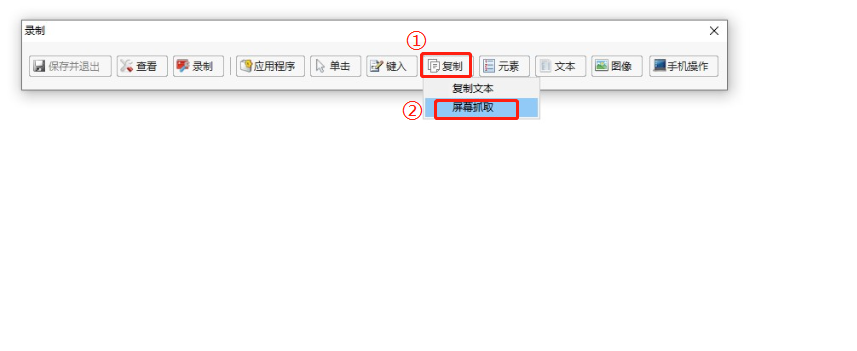 录制
①
保存并退出 查看 录制 应用程序 单击 键入 复制 元素 文本 图像 手机操作
复制文本
② 屏幕抓取